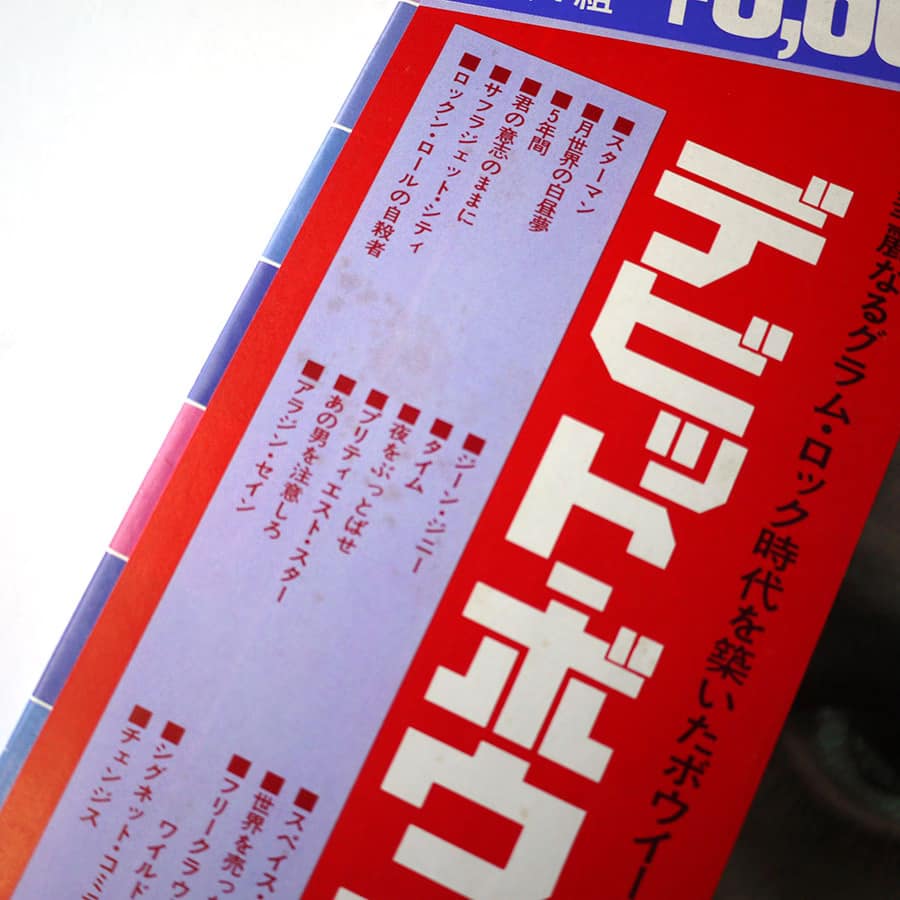 組
麗なるグラム・ロック時代を築いたボウイー
デビット・ボウ
■スターマン
■月世界の白昼夢
■5年間
■君の意志のままに
■サフラジェット・シティ
■ロックン・ロールの自殺者
■ジーン・ジニー
■タイム
■夜をぶっとばせ
■プリティエスト・スター
■あの男を注意しろ
■アラジン・セイン
■スペイス・
■世界を売っ
■フリークラウ
ワイルド
■シグネット・コミ
■チェンジス